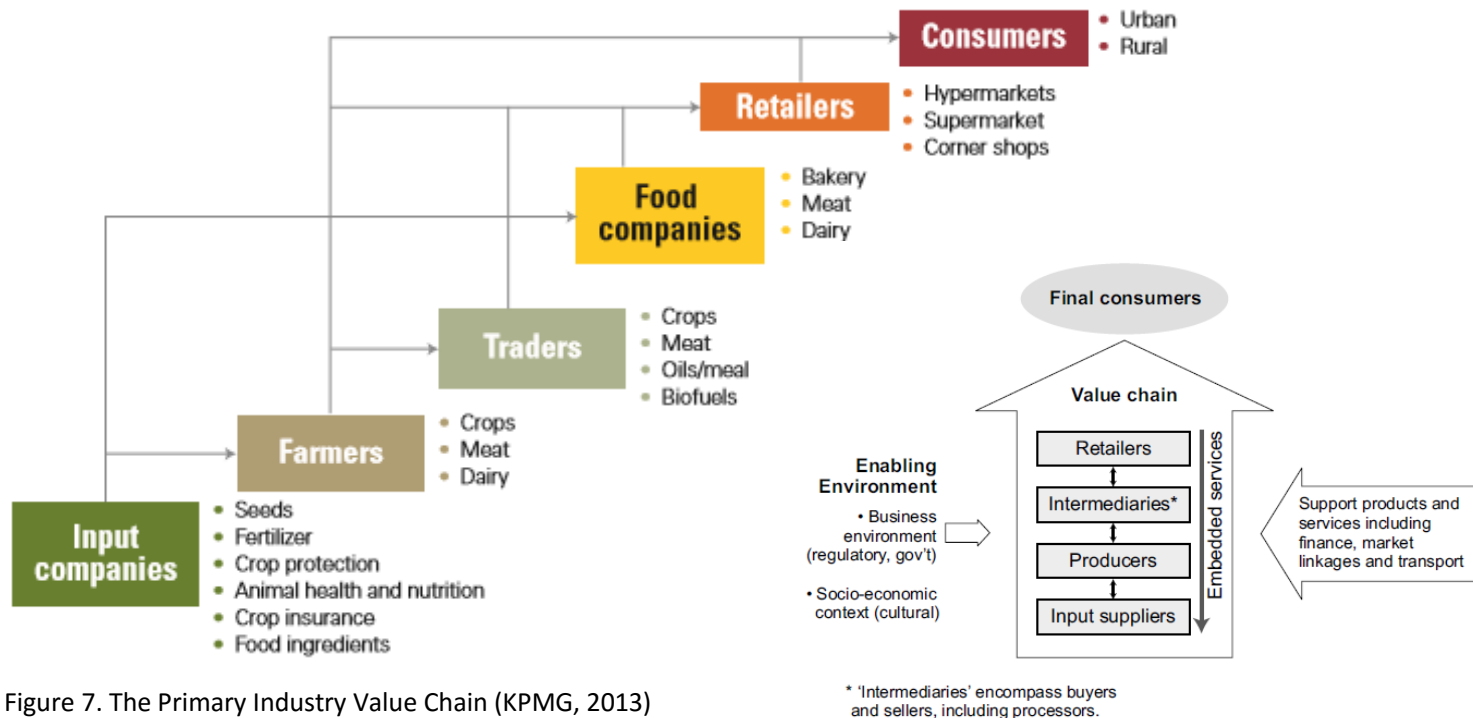 Consumers
• Urban
• Rural
Retailers
• Hypermarkets
• Supermarket
• Corner shops
Food
companies
• Bakery
• Meat
• Dairy
Traders
• Crops
• Meat
• Oils/meal
• Biofuels
Farmers
• Crops
• Meat
• Dairy
Input
companies
• Seeds
• Fertilizer
• Crop protection
• Animal health and nutrition
• Crop insurance
• Food ingredients
Figure 7. The Primary Industry Value Chain (KPMG, 2013)
Final consumers
Value chain
Retailers
Intermediaries*
Producers
Input suppliers
Embedded services
Enabling
Environment
• Business
environment
(regulatory, gov't)
• Socio-economic
context (cultural)
Support products and
services including
finance, market
linkages and transport
* 'Intermediaries' encompass buyers
and sellers, including processors.